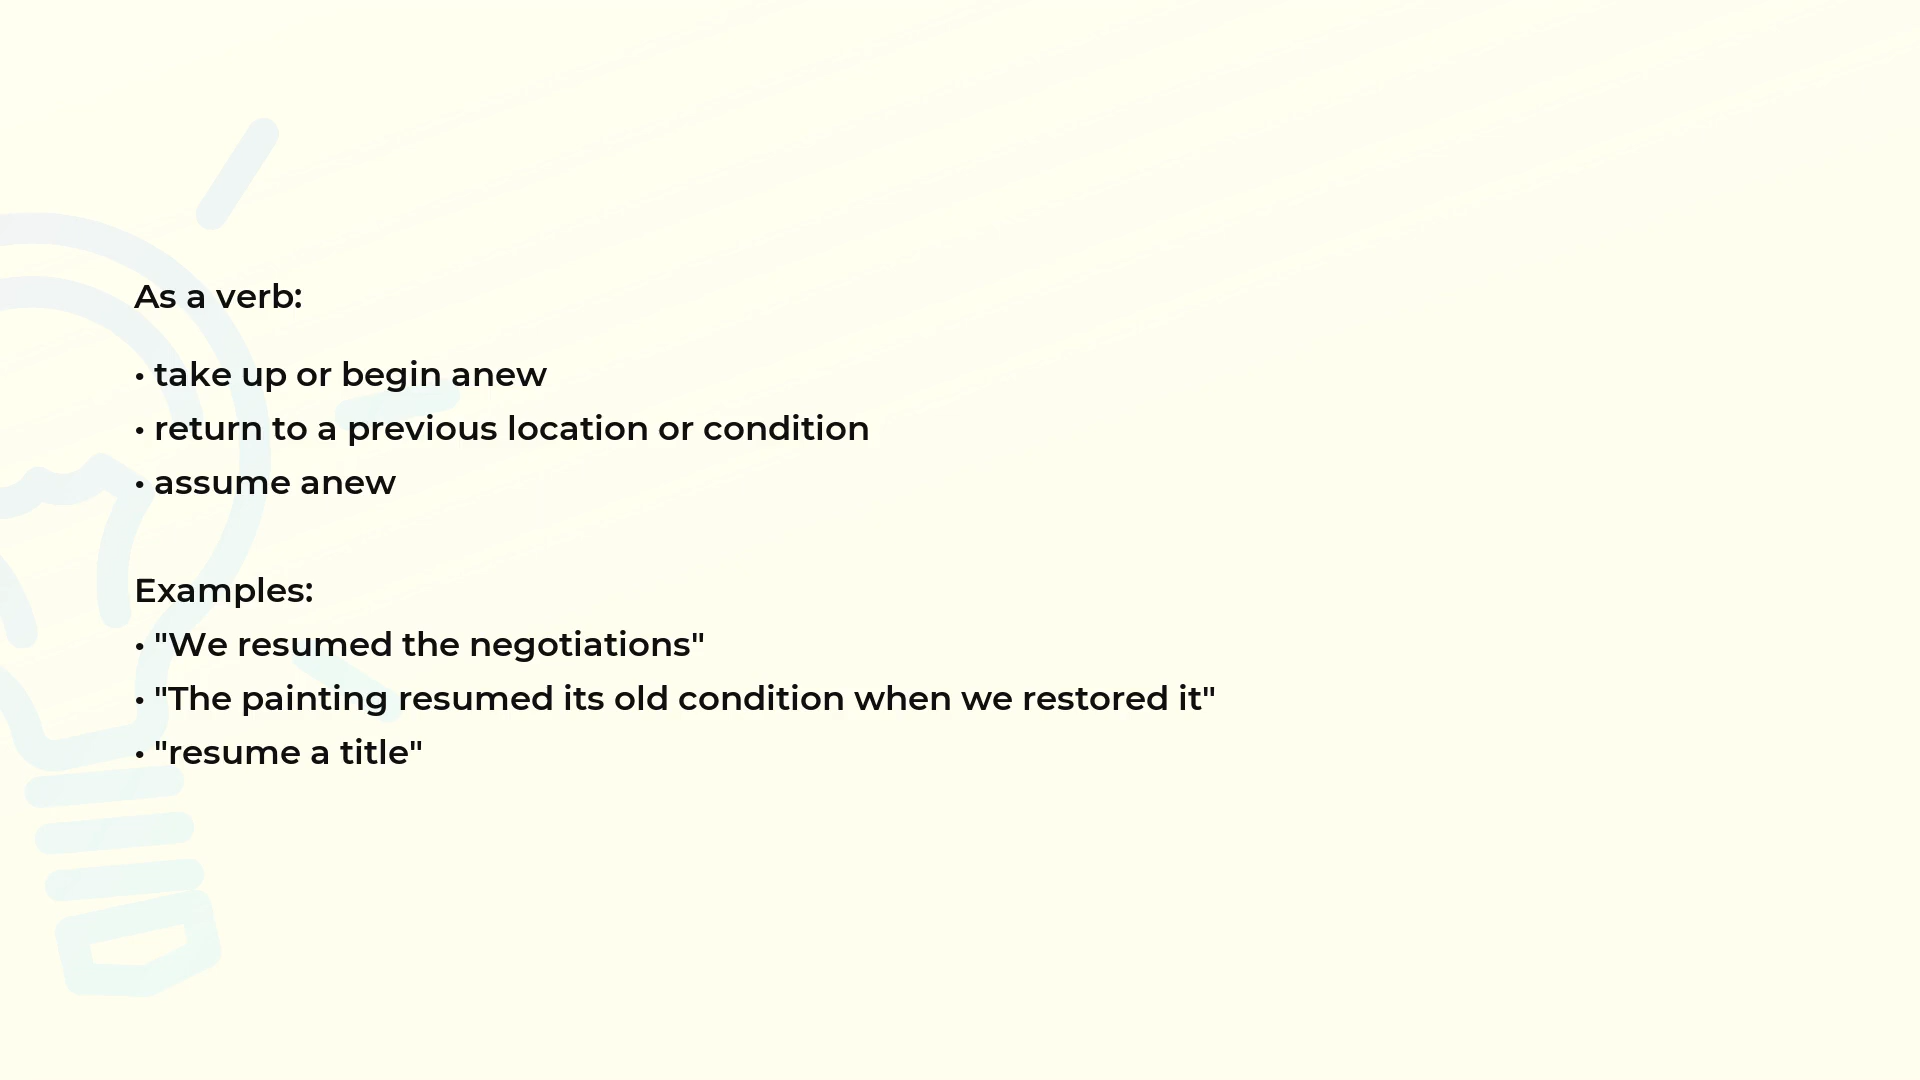 As a verb:
• take up or begin anew
• return to a previous location or condition
• assume anew
Examples:
• "We resumed the negotiations"
• "The painting resumed its old condition when we restored it"
• "resume a title"